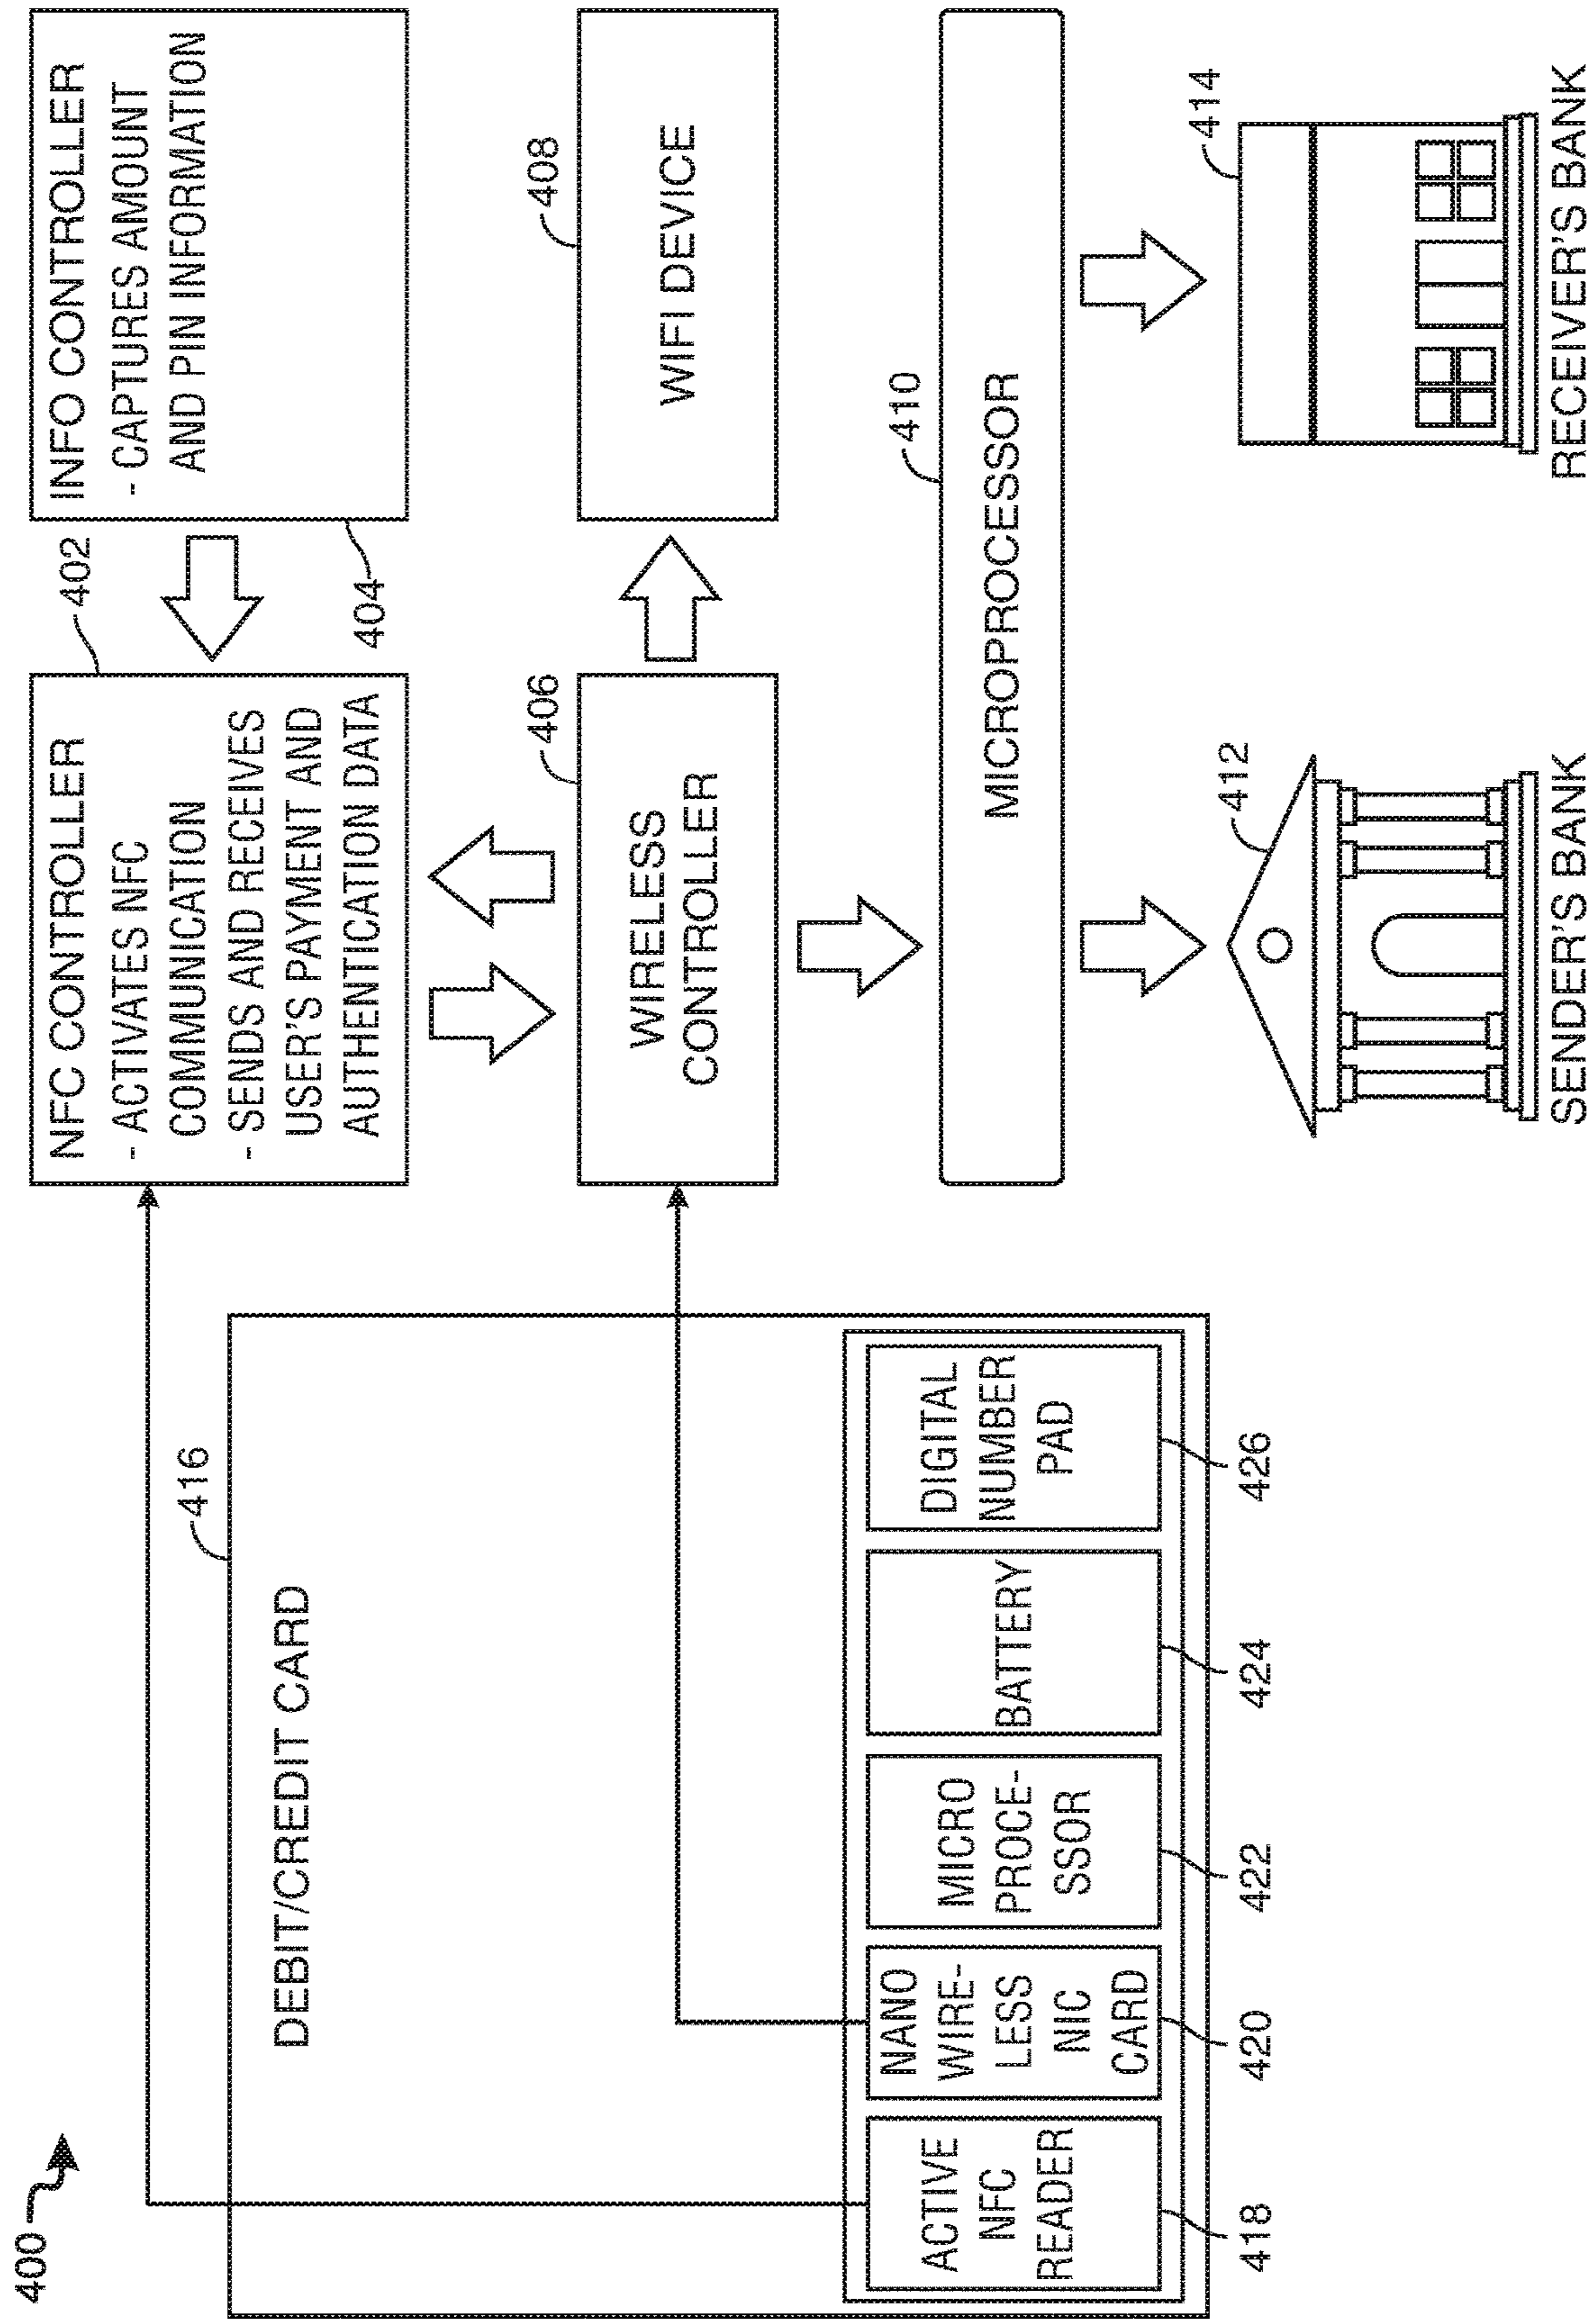 400
DEBIT/CREDIT CARD
416
ACTIVE
NFC
READER
418
NANO
WIRE-
LESS
NIC
CARD
420
MICRO
PROCE-
SSOR
422
BATTERY
424
DIGITAL
NUMBER
PAD
426
NFC CONTROLLER
- ACTIVATES NFC
COMMUNICATION
- SENDS AND RECEIVES
USER'S PAYMENT AND
AUTHENTICATION DATA
402
INFO CONTROLLER
- CAPTURES AMOUNT
AND PIN INFORMATION
404
WIRELESS
CONTROLLER
406
WIFI DEVICE
408
MICROPROCESSOR
410
412
SENDER'S BANK
414
RECEIVER'S BANK